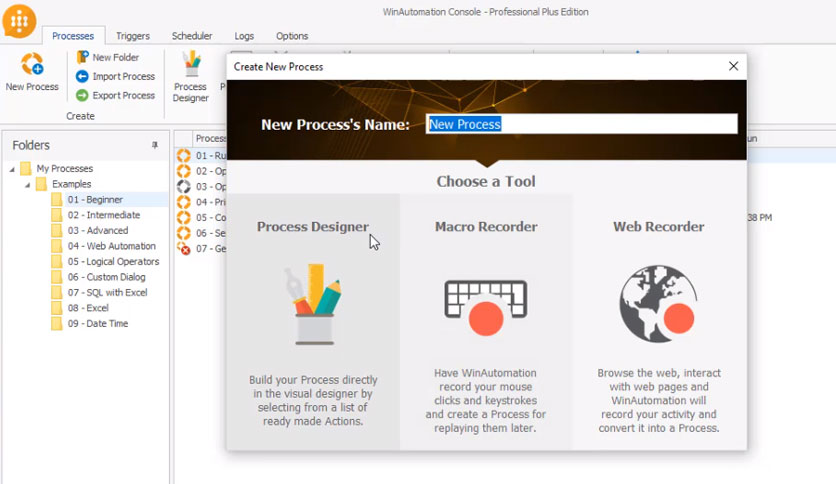 WinAutomation Console - Professional Plus Edition
Processes Triggers Scheduler Logs Options
New Process
New Folder
Import Process
Export Process
Create
Process
Designer
Create New Process
New Process's Name: New Process
Choose a Tool
Process Designer
Build your Process directly
in the visual designer by
selecting from a list of
ready made Actions.
Macro Recorder
Have WinAutomation
record your mouse
clicks and keystrokes
and create a Process for
replaying them later.
Web Recorder
Browse the web, interact
with web pages and
WinAutomation will
record your activity and
convert it into a Process.
Folders
My Processes
Examples
01 - Beginner
02 - Intermediate
03 - Advanced
04 - Web Automation
05 - Logical Operators
06 - Custom Dialog
07 - SQL with Excel
08 - Excel
09 - Date Time
Process
01 - Ru
02 - Op
03 - Op
04 - Pri
05 - Co
06 - Se
07 - Ge
38 PM